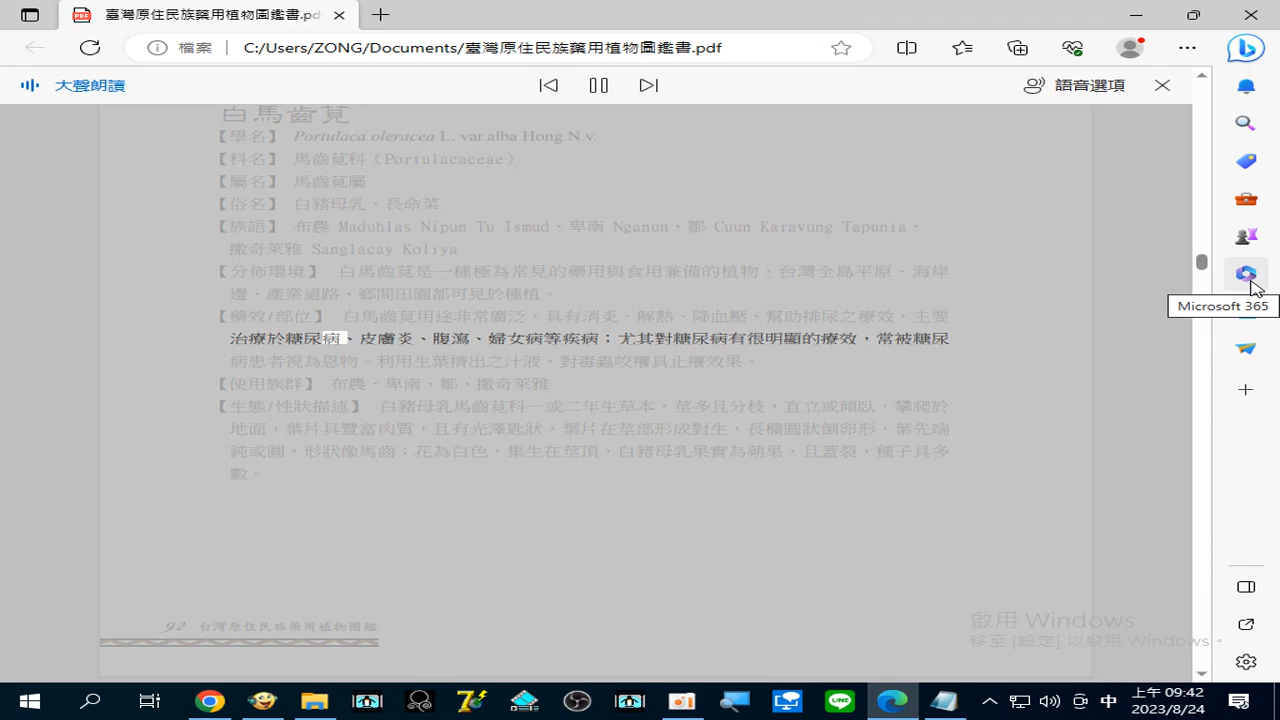 臺灣原住民族藥用植物圖鑑書.pd
檔案
C:/Users/ZONG/Documents/臺灣原住民族藥用植物圖鑑書.pdf
大聲朗讀
語音選項
白馬齒莧
【學名】 Portulaca oleracea L. var.alba Hong.N.v.
【科名】 馬齒莧科（Portulacaceae）
【屬名】 馬齒莧屬
【俗名】 白豬母乳、長命菜
【族語】 布農 Maduhlas Nipun Tu Ismud、卑南 Nganun、鄒 Cuun Karavung Tapunia、
撒奇萊雅 Sanglacay Koliya
【分佈環境】 白馬齒莧是一種極為常見的藥用與食用兼備的植物，台灣全島平原、海岸
邊、產業道路、鄉間田園都可見於種植。
【藥效/部位】 白馬齒莧用途非常廣泛，具有消炎、解熱、降血壓、幫助排尿之療效，主要
治療於糖尿病、皮膚炎、腹瀉、婦女病等疾病；尤其對糖尿病有很明顯的療效，常被糖尿
病患者視為恩物。利用生葉擠出之汁液，對毒蟲咬癢具止癢效果。
【使用族群】 布農、卑南、鄒、撒奇萊雅
【生態/性狀描述】 白豬母乳馬齒莧科一或二年生草本，莖多且分枝，直立或傾臥，攀爬於
地面，葉片具豐富肉質，且有光澤匙狀，葉片在莖部形成對生，長橢圓狀倒卵形，葉先端
鈍或圓，形狀像馬齒；花為白色，集生在莖頂，白豬母乳果實為蒴果、且蓋裂，種子具多
數。
92 台灣原住民族藥用植物圖鑑
Microsoft 365
啟用 Windows
移至 [設定] 以啟用 Windows。
中
上午 09:42
2023/8/24